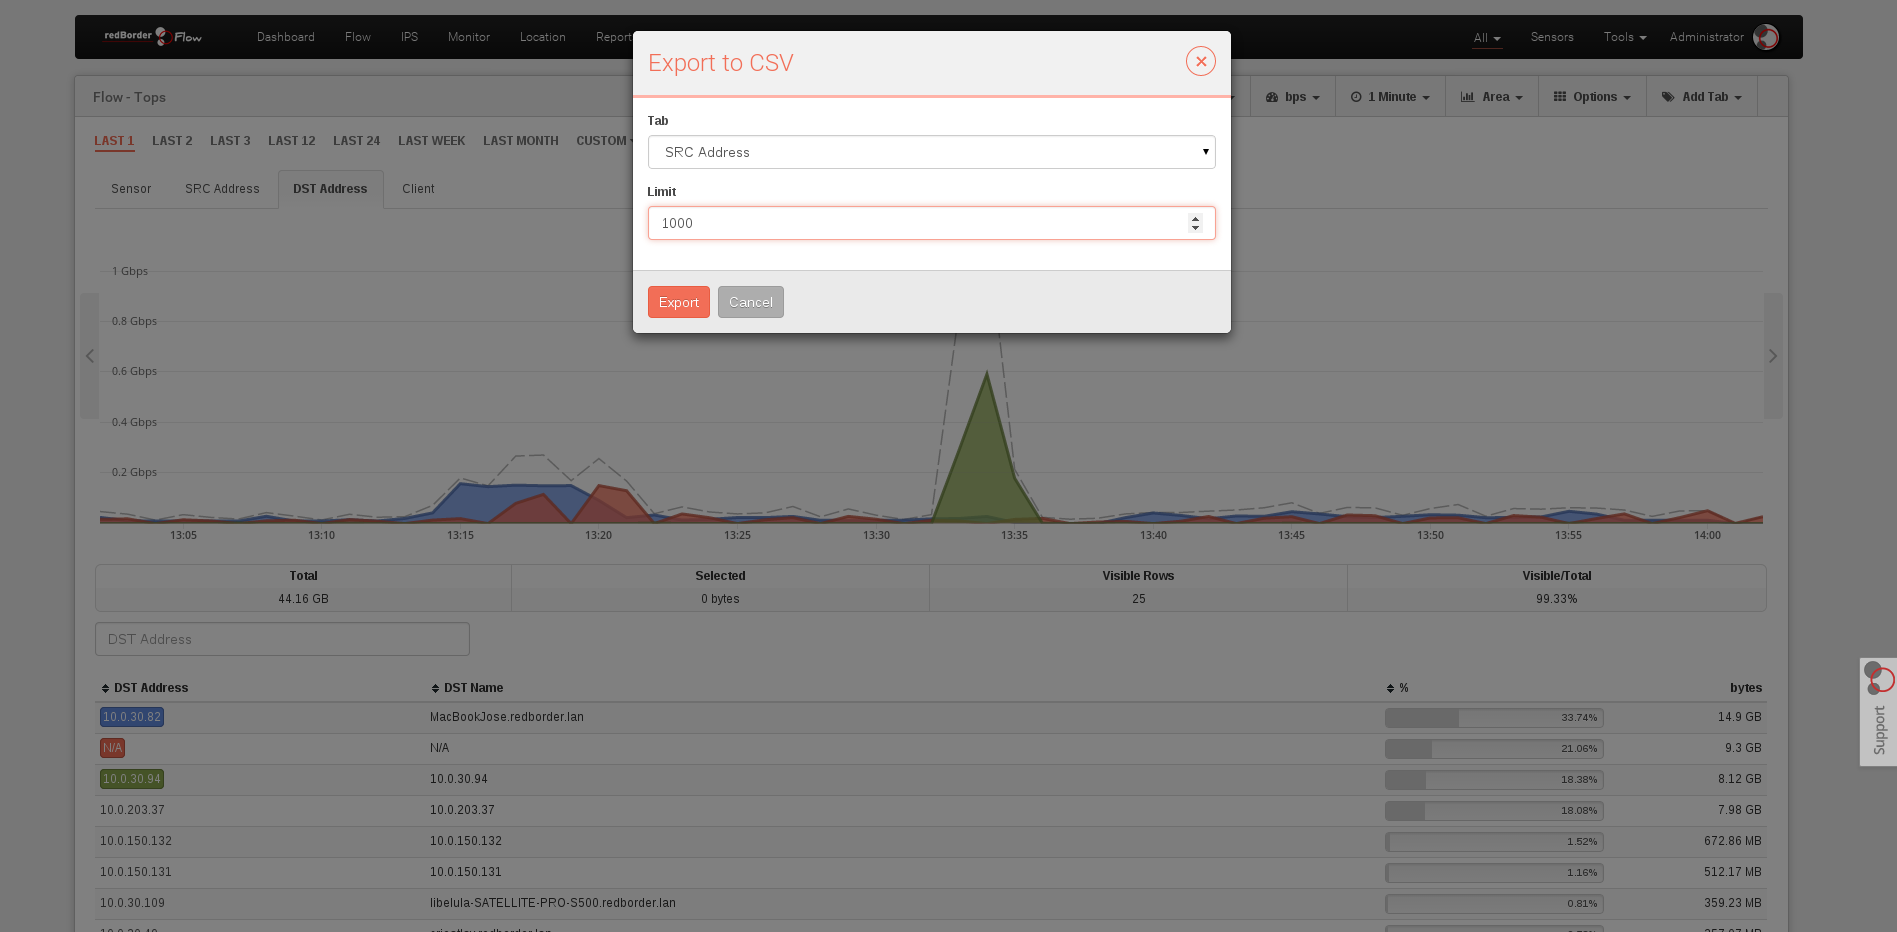 redBorder Flow Dashboard Flow IPS Monitor Location Report All Sensors Tools Administrator
Export to CSV
Flow - Tops
bps 1 Minute Area Options Add Tab
Tab
SRC Address
LAST 1 LAST 2 LAST 3 LAST 12 LAST 24 LAST WEEK LAST MONTH CUSTOM
Sensor SRC Address DST Address Client
Limit
1000
Export Cancel
1 Gbps
0.8 Gbps
0.6 Gbps
0.4 Gbps
0.2 Gbps
13:05 13:10 13:15 13:20 13:25 13:30 13:35 13:40 13:45 13:50 13:55 14:00
Total Selected Visible Rows Visible/Total
44.16 GB 0 bytes 25 99.33%
DST Address
DST Address DST Name % bytes
10.0.30.82 MacBookJose.redborder.lan 33.74% 14.9 GB
N/A N/A 21.06% 9.3 GB
10.0.30.94 10.0.30.94 18.38% 8.12 GB
10.0.203.37 10.0.203.37 18.08% 7.98 GB
10.0.150.132 10.0.150.132 1.52% 672.86 MB
10.0.150.131 10.0.150.131 1.16% 512.17 MB
10.0.30.109 libelula-SATELLITE-PRO-S500.redborder.lan 0.81% 359.23 MB
Support